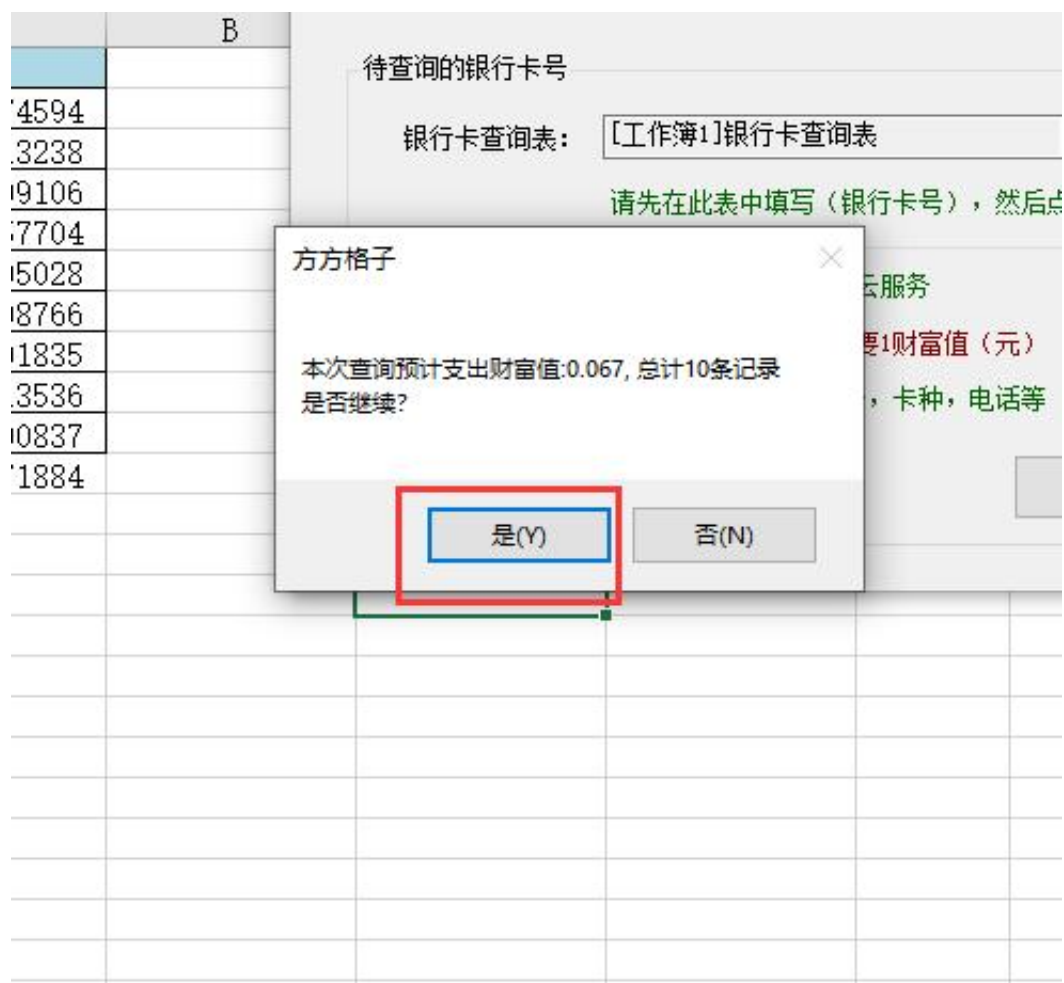 B
待查询的银行卡号
银行卡查询表:
[工作簿1]银行卡查询表
请先在此表中填写（银行卡号），然后点
4594
3238
9106
7704
5028
8766
1835
3536
0837
1884
方方格子
云服务
要1财富值（元）
，卡种，电话等
本次查询预计支出财富值:0.067, 总计10条记录
是否继续?
是(Y)
否(N)